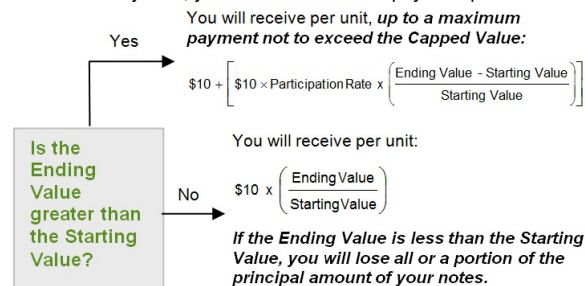 You will receive per unit, up to a maximum
payment not to exceed the Capped Value:
Yes
$10 + [ $10 × Participation Rate x ( Ending Value - Starting Value / Starting Value ) ]
Is the
Ending
Value
greater than
the Starting
Value?
No
You will receive per unit:
$10 x ( Ending Value / Starting Value )
If the Ending Value is less than the Starting
Value, you will lose all or a portion of the
principal amount of your notes.